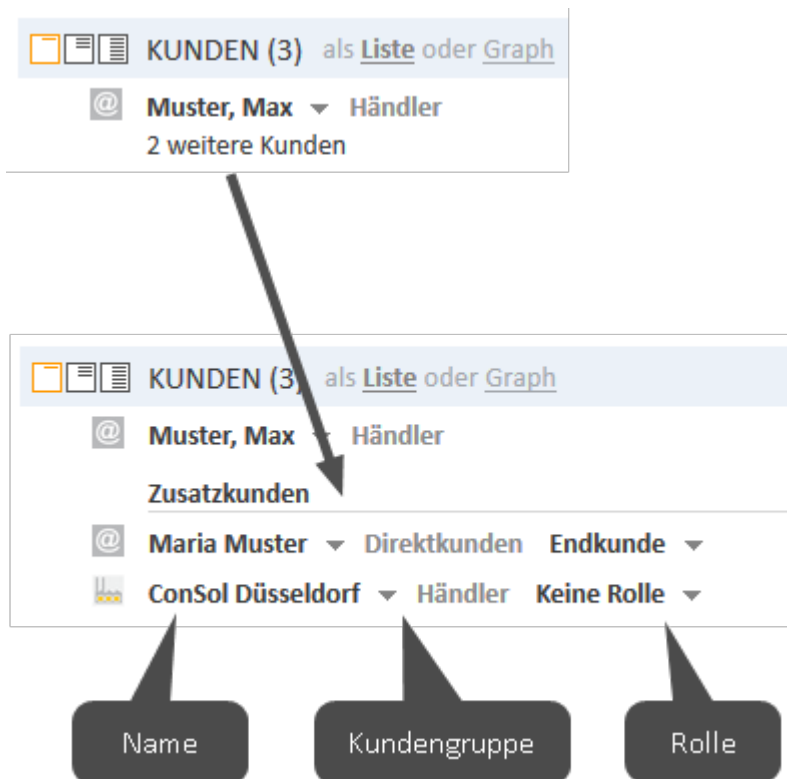 KUNDEN (3) als Liste oder Graph
@ Muster, Max Händler
2 weitere Kunden
KUNDEN (3) als Liste oder Graph
@ Muster, Max Händler
Zusatzkunden
@ Maria Muster Direktkunden Endkunde
ConSol Düsseldorf Händler Keine Rolle
Name Kundengruppe Rolle